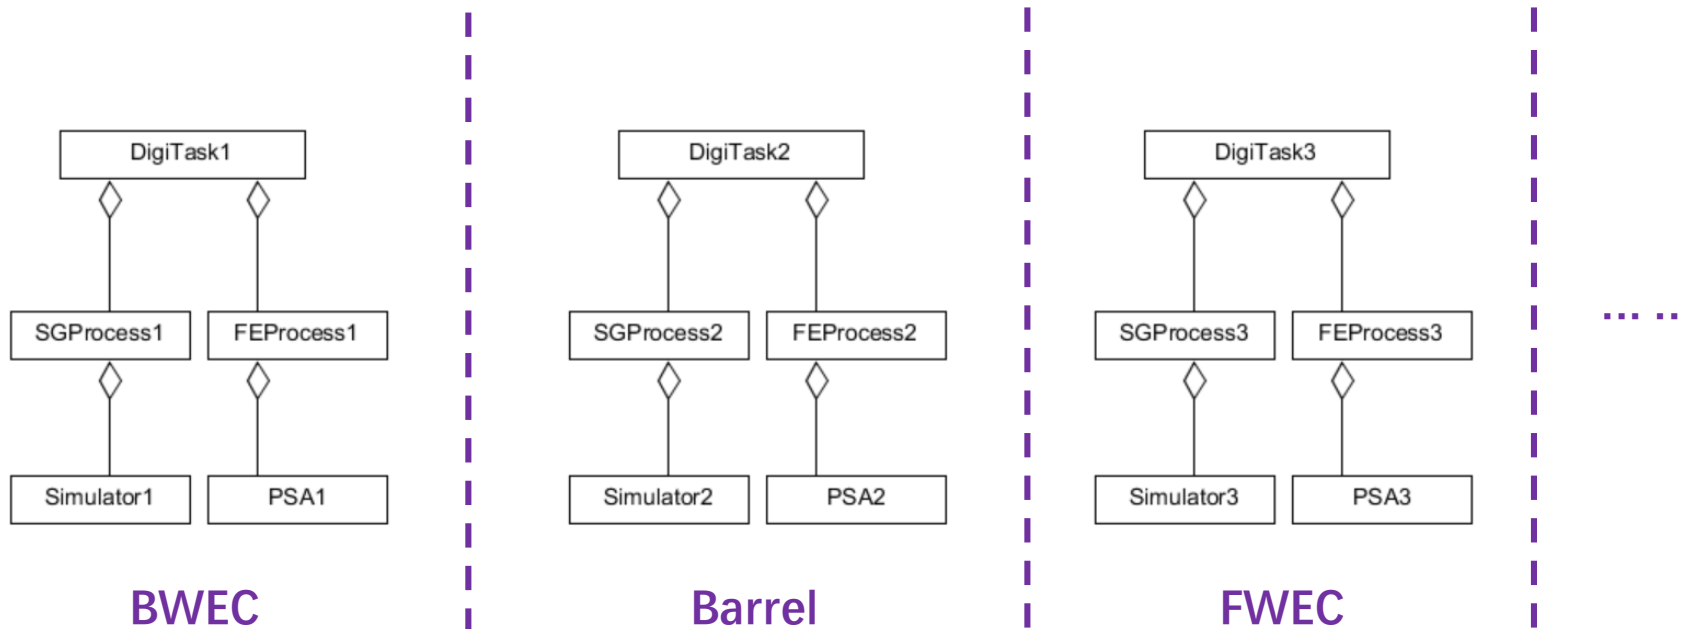 DigiTask1
DigiTask2
DigiTask3
SGProcess1
FEProcess1
SGProcess2
FEProcess2
SGProcess3
FEProcess3
... ..
Simulator1
PSA1
Simulator2
PSA2
Simulator3
PSA3
BWEC
Barrel
FWEC